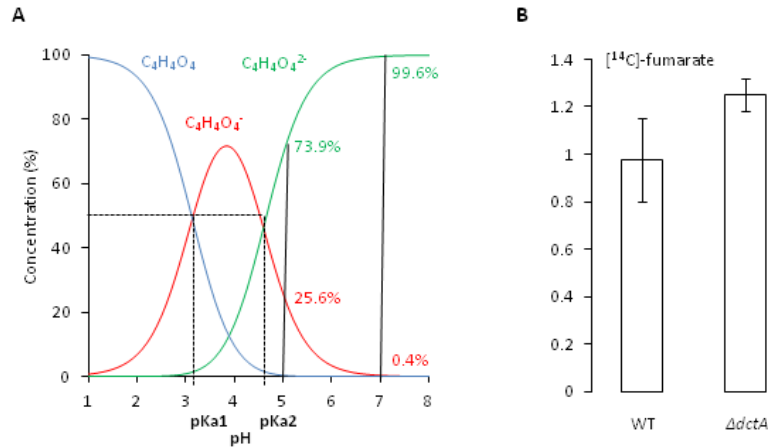 A
B
C₄H₄O₄
C₄H₄O₄²⁻
C₄H₄O₄⁻
99.6%
73.9%
25.6%
0.4%
Concentration (%)
100
80
60
40
20
0
1 2 3 4 5 6 7 8
pKa1 pKa2
pH
[¹⁴C]-fumarate
1.4
1.2
1
0.8
0.6
0.4
0.2
0
WT ΔdctA